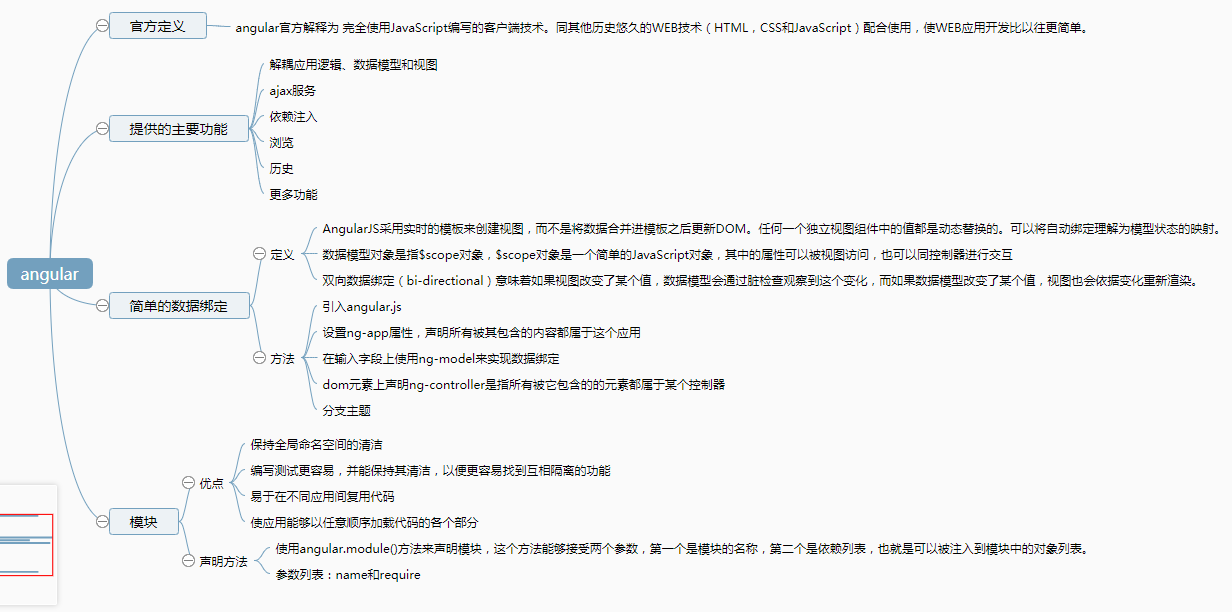 官方定义
angular官方解释为 完全使用JavaScript编写的客户端技术。同其他历史悠久的WEB技术（HTML，CSS和JavaScript）配合使用，使WEB应用开发比以往更简单。
提供的主要功能
解耦应用逻辑、数据模型和视图
ajax服务
依赖注入
浏览
历史
更多功能
angular
简单的数据绑定
定义
AngularJS采用实时的模板来创建视图，而不是将数据合并进模板之后更新DOM。任何一个独立视图组件中的值都是动态替换的。可以将自动绑定理解为模型状态的映射。
数据模型对象是指$scope对象，$scope对象是一个简单的JavaScript对象，其中的属性可以被视图访问，也可以同控制器进行交互
双向数据绑定（bi-directional）意味着如果视图改变了某个值，数据模型会通过脏检查观察到这个变化，而如果数据模型改变了某个值，视图也会依据变化重新渲染。
方法
引入angular.js
设置ng-app属性，声明所有被其包含的内容都属于这个应用
在输入字段上使用ng-model来实现数据绑定
dom元素上声明ng-controller是指所有被它包含的的元素都属于某个控制器
分支主题
模块
优点
保持全局命名空间的清洁
编写测试更容易，并能保持其清洁，以便更容易找到互相隔离的功能
易于在不同应用间复用代码
使应用能够以任意顺序加载代码的各个部分
声明方法
使用angular.module()方法来声明模块，这个方法能够接受两个参数，第一个是模块的名称，第二个是依赖列表，也就是可以被注入到模块中的对象列表。
参数列表：name和require